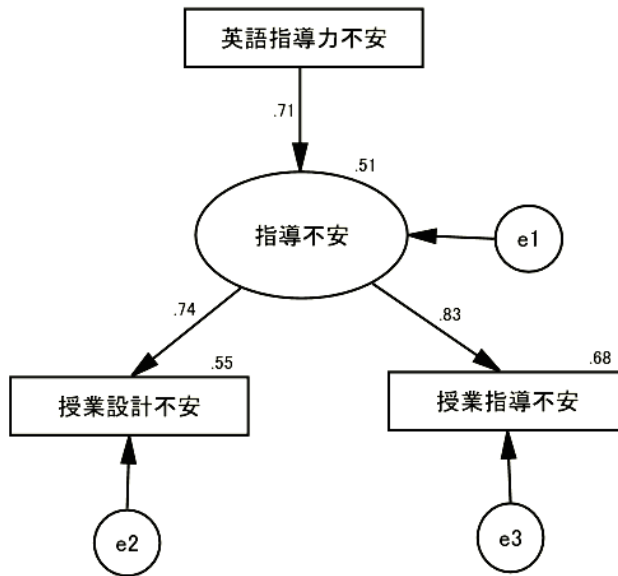 英語指導力不安
.71
.51
指導不安
e1
.74
.83
.55
.68
授業設計不安
授業指導不安
e2
e3